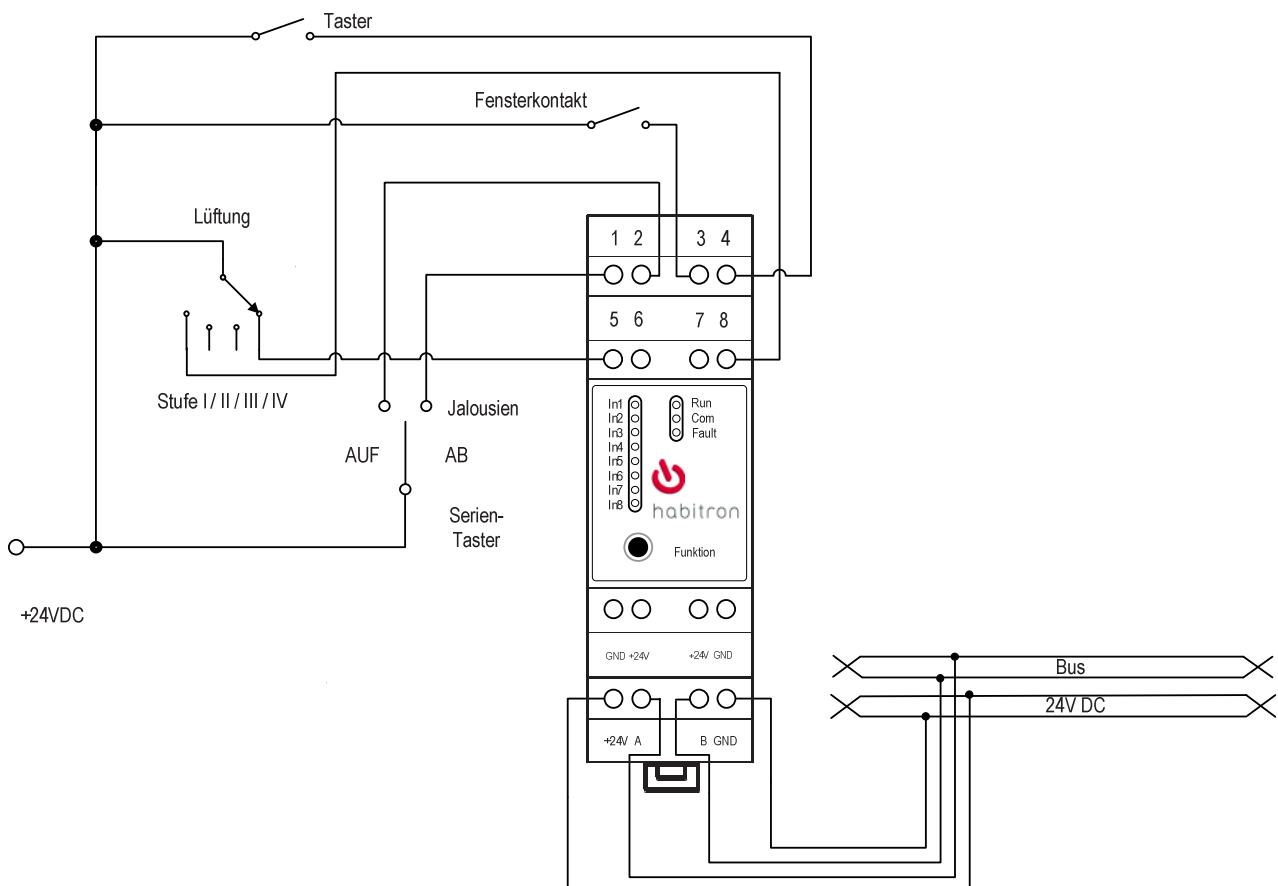 Taster
Fensterkontakt
Lüftung
1 2 3 4
5 6 7 8
Stufe I / II / III / IV
Jalousien
AUF AB
Serien-
Taster
+24VDC
In1
In2
In3
In4
In5
In6
In7
In8
Run
Com
Fault
habitron
Funktion
GND +24V +24V GND
+24V A B GND
Bus
24V DC